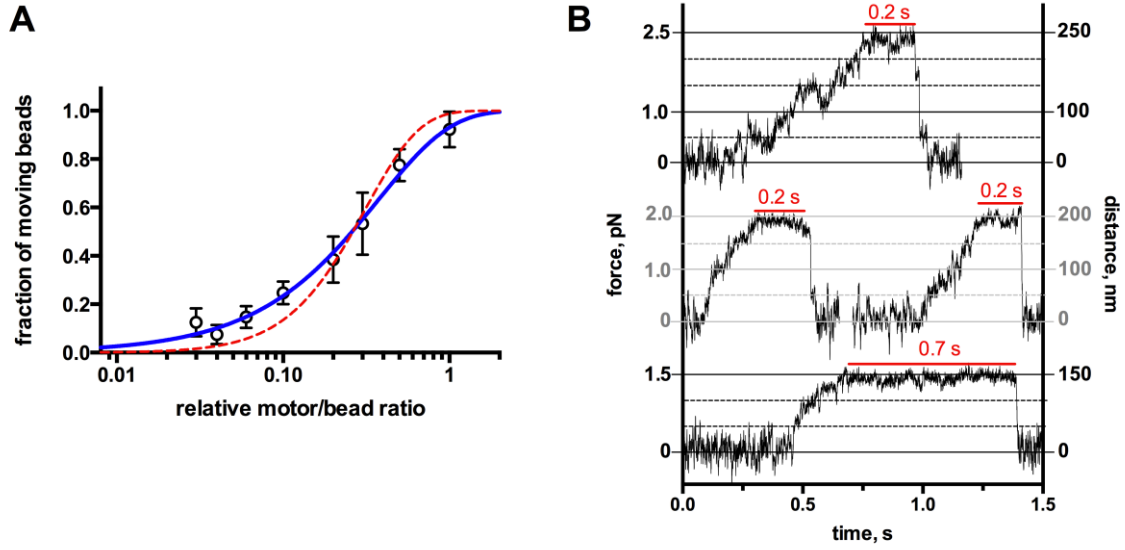 A
fraction of moving beads
1.0
0.8
0.6
0.4
0.2
0.0
0.01
0.10
1
relative motor/bead ratio
B
force, pN
distance, nm
0.2 s
2.5
1.0
0
250
100
0
0.2 s
0.2 s
2.0
1.0
0
200
100
0
0.7 s
1.5
0
150
0
0.0
0.5
1.0
1.5
time, s